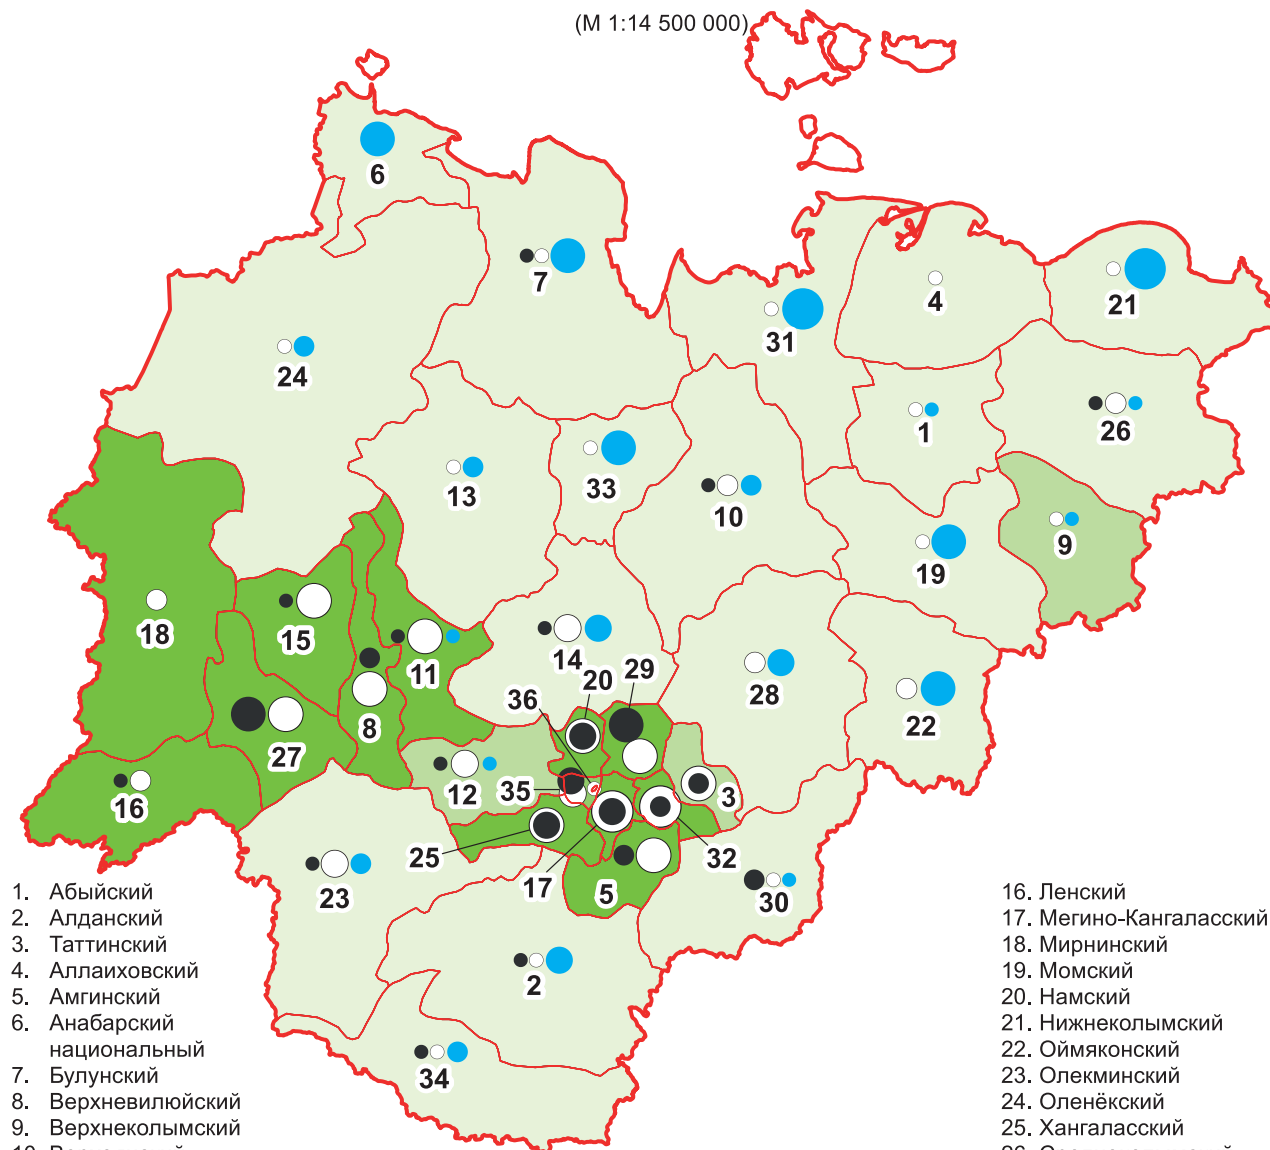 (М 1:14 500 000)
6
7
4
21
31
24
1
26
13
33
10
9
19
18
15
11
14
20
29
28
22
36
8
27
12
3
16
35
25
17
32
5
30
23
2
34
1. Абыйский
2. Алданский
3. Таттинский
4. Аллаиховский
5. Амгинский
6. Анабарский
национальный
7. Булунский
8. Верхневилюйский
9. Верхнеколымский
16. Ленский
17. Мегино-Кангаласский
18. Мирнинский
19. Момский
20. Намский
21. Нижнеколымский
22. Оймяконский
23. Олекминский
24. Оленёкский
25. Хангаласский